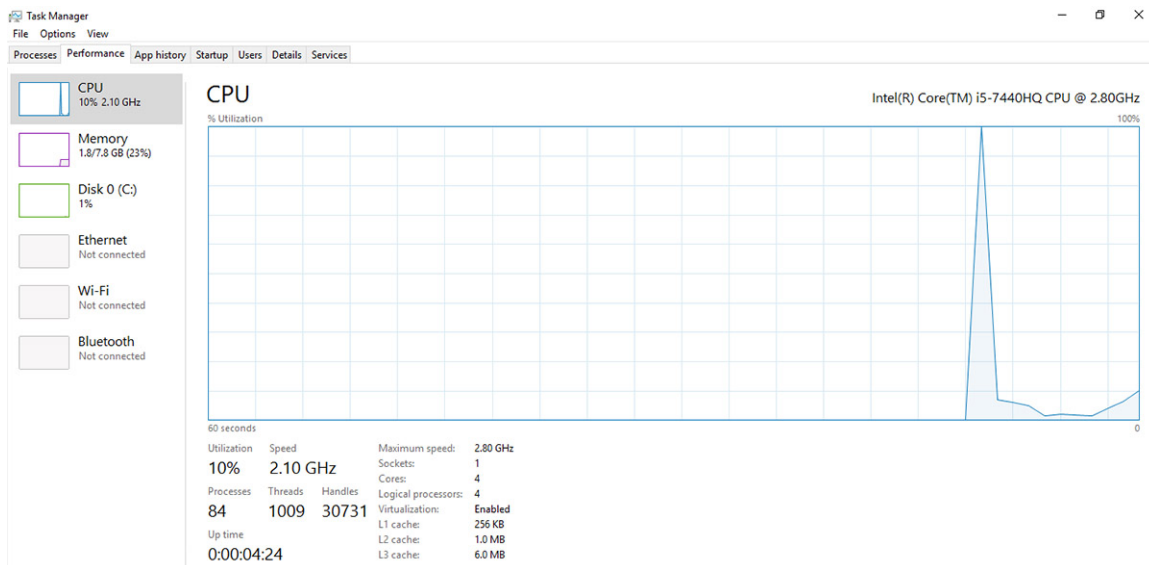 Task Manager
File Options View
Processes Performance App history Startup Users Details Services
CPU
10% 2.10 GHz
Memory
1.8/7.8 GB (23%)
Disk 0 (C:)
1%
Ethernet
Not connected
Wi-Fi
Not connected
Bluetooth
Not connected
CPU Intel(R) Core(TM) i5-7440HQ CPU @ 2.80GHz
% Utilization 100%
60 seconds 0
Utilization Speed
10% 2.10 GHz
Processes Threads Handles
84 1009 30731
Up time
0:00:04:24
Maximum speed: 2.80 GHz
Sockets: 1
Cores: 4
Logical processors: 4
Virtualization: Enabled
L1 cache: 256 KB
L2 cache: 1.0 MB
L3 cache: 6.0 MB